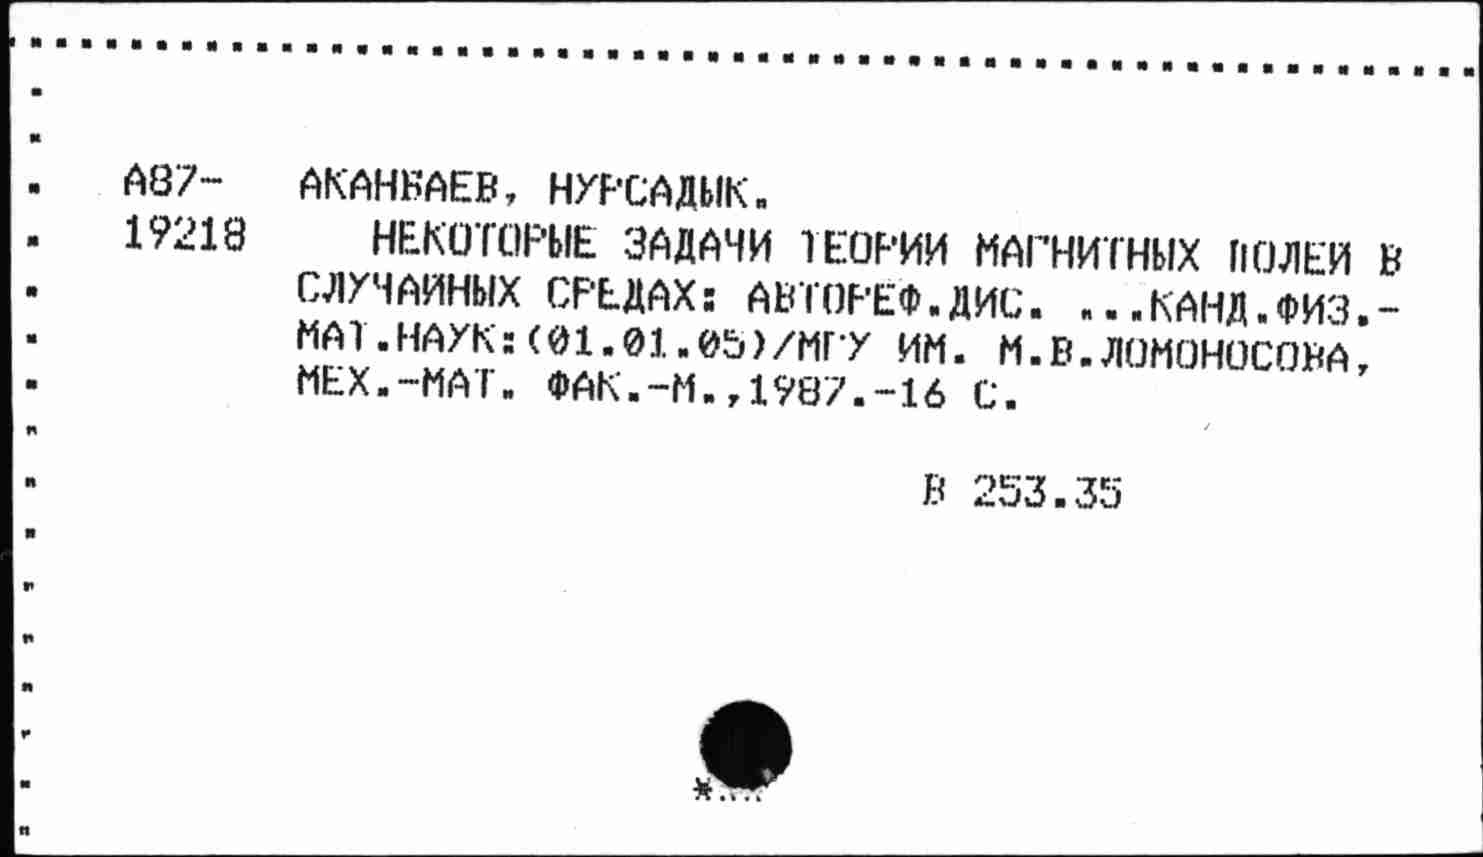 А87- АКАНБАЕВ, НУРСАДЫК.
19218 НЕКОТОРЫЕ ЗАДАЧИ ТЕОРИИ МАГНИТНЫХ ПОЛЕЙ В
СЛУЧАЙНЫХ СРЕДАХ: АВТОРЕФ.ДИС. ...КАНД.ФИЗ.-
МАТ.НАУК:(01.01.05)/МГУ ИМ. М.В.ЛОМОНОСОВА,
МЕХ.-МАТ. ФАК.-М.,1987.-16 С.
В 253.35
*....